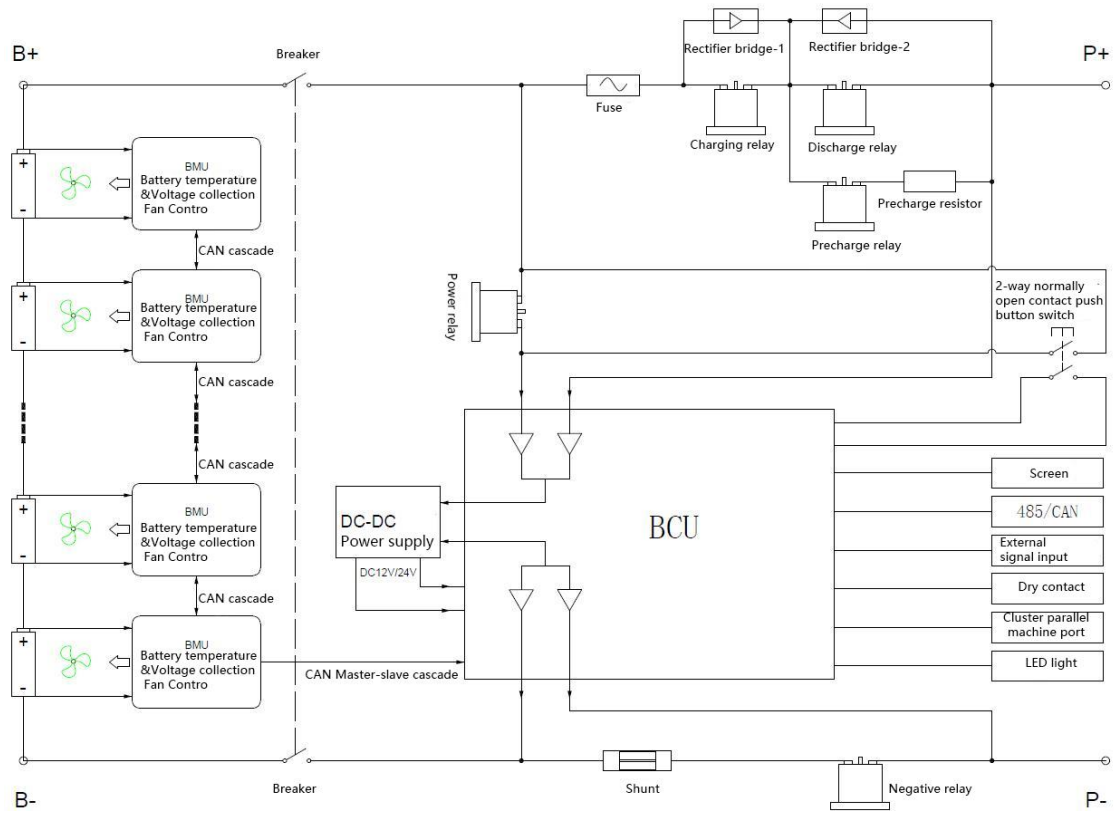 B+
Breaker
Rectifier bridge-1
Rectifier bridge-2
P+
Fuse
Charging relay
Discharge relay
Precharge resistor
Precharge relay
+
-
BMU
Battery temperature
&Voltage collection
Fan Contro
CAN cascade
+
-
BMU
Battery temperature
&Voltage collection
Fan Contro
Power relay
2-way normally
open contact push
button switch
CAN cascade
CAN cascade
+
-
BMU
Battery temperature
&Voltage collection
Fan Contro
DC-DC
Power supply
DC12V/24V
BCU
Screen
485/CAN
External
signal input
Dry contact
Cluster parallel
machine port
LED light
CAN cascade
+
-
BMU
Battery temperature
&Voltage collection
Fan Contro
CAN Master-slave cascade
B-
Breaker
Shunt
Negative relay
P-